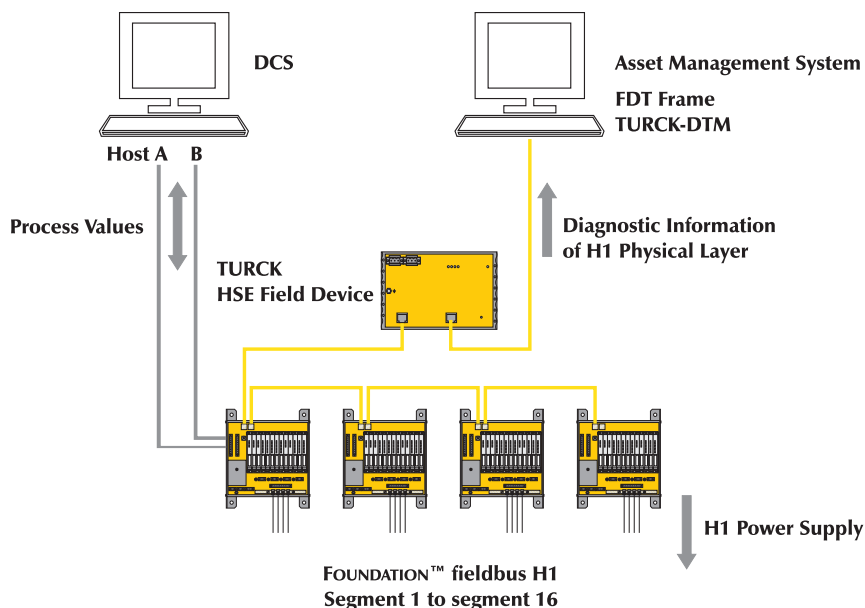 DCS
Asset Management System
FDT Frame
TURCK-DTM
Host A B
Process Values
Diagnostic Information
of H1 Physical Layer
TURCK
HSE Field Device
H1 Power Supply
FOUNDATION™ fieldbus H1
Segment 1 to segment 16